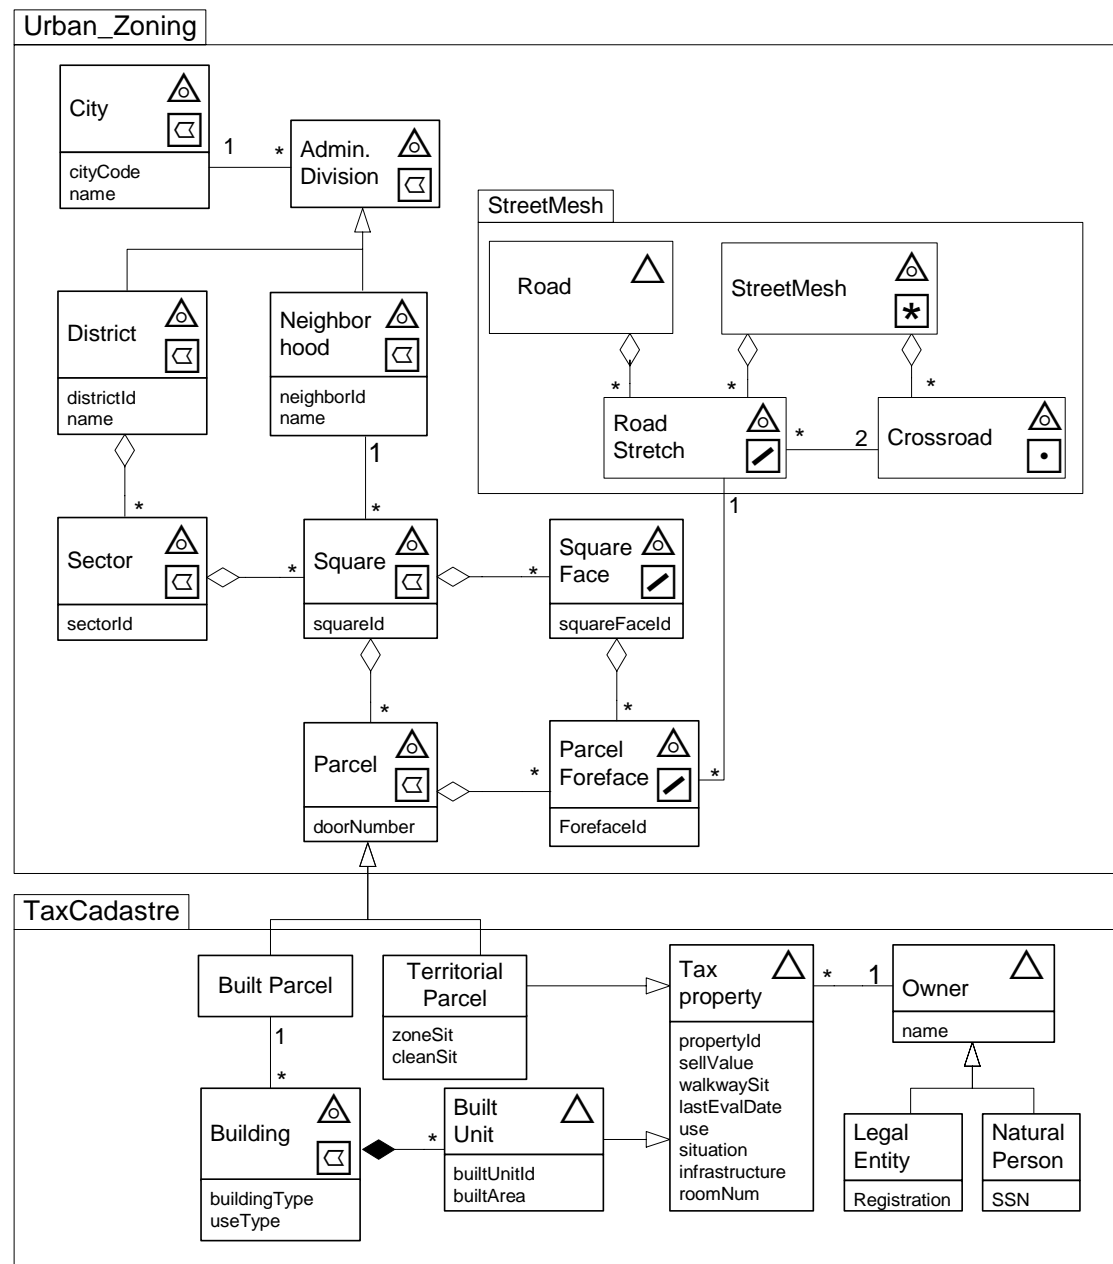 Urban_Zoning
City
cityCode
name
1
*
Admin.
Division
StreetMesh
Road
StreetMesh
*
*
*
Road
Stretch
*
2
Crossroad
1
District
districtId
name
*
Neighbor
hood
neighborId
name
1
*
Sector
sectorId
*
Square
squareId
*
Square
Face
squareFaceId
*
*
Parcel
doorNumber
*
Parcel
Foreface
ForefaceId
*
TaxCadastre
Built Parcel
1
*
Territorial
Parcel
zoneSit
cleanSit
Tax
property
propertyId
sellValue
walkwaySit
lastEvalDate
use
situation
infrastructure
roomNum
*
1
Owner
name
Building
buildingType
useType
*
Built
Unit
builtUnitId
builtArea
Legal
Entity
Registration
Natural
Person
SSN